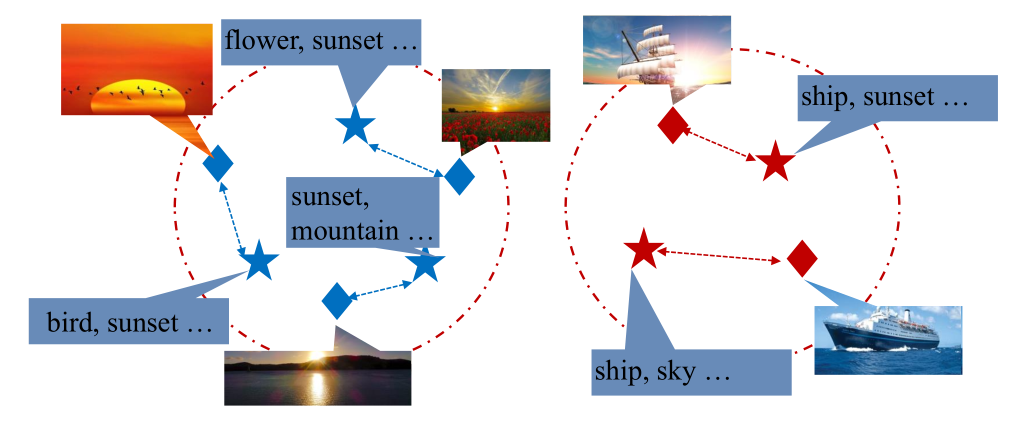 flower, sunset …
ship, sunset …
sunset,
mountain …
bird, sunset …
ship, sky …